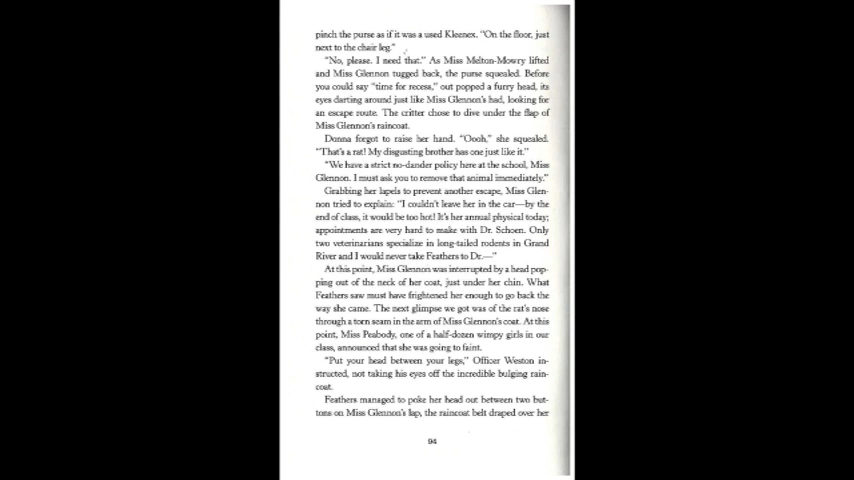 pinch the purse as if it was a used Kleenex. “On the floor, just
next to the chair leg.”
“No, please. I need that.” As Miss Melton-Mowry lifted
and Miss Glennon tugged back, the purse squealed. Before
you could say “time for recess,” out popped a furry head, its
eyes darting around just like Miss Glennon’s had, looking for
an escape route. The critter chose to dive under the flap of
Miss Glennon’s raincoat.
Donna forgot to raise her hand. “Oooh,” she squealed.
“That’s a rat! My disgusting brother has one just like it.”
“We have a strict no-dander policy here at the school, Miss
Glennon. I must ask you to remove that animal immediately.”
Grabbing her lapels to prevent another escape, Miss Glen-
non tried to explain: “I couldn’t leave her in the car—by the
end of class, it would be too hot! It’s her annual physical today;
appointments are very hard to make with Dr. Schoen. Only
two veterinarians specialize in long-tailed rodents in Grand
River and I would never take Feathers to Dr.—”
At this point, Miss Glennon was interrupted by a head pop-
ping out of the neck of her coat, just under her chin. What
Feathers saw must have frightened her enough to go back the
way she came. The next glimpse we got was of the rat’s nose
through a torn seam in the arm of Miss Glennon’s coat. At this
point, Miss Peabody, one of a half-dozen wimpy girls in our
class, announced that she was going to faint.
“Put your head between your legs,” Officer Weston in-
structed, not taking his eyes off the incredible bulging rain-
coat.
Feathers managed to poke her head out between two but-
tons on Miss Glennon’s lap, the raincoat belt draped over her
94